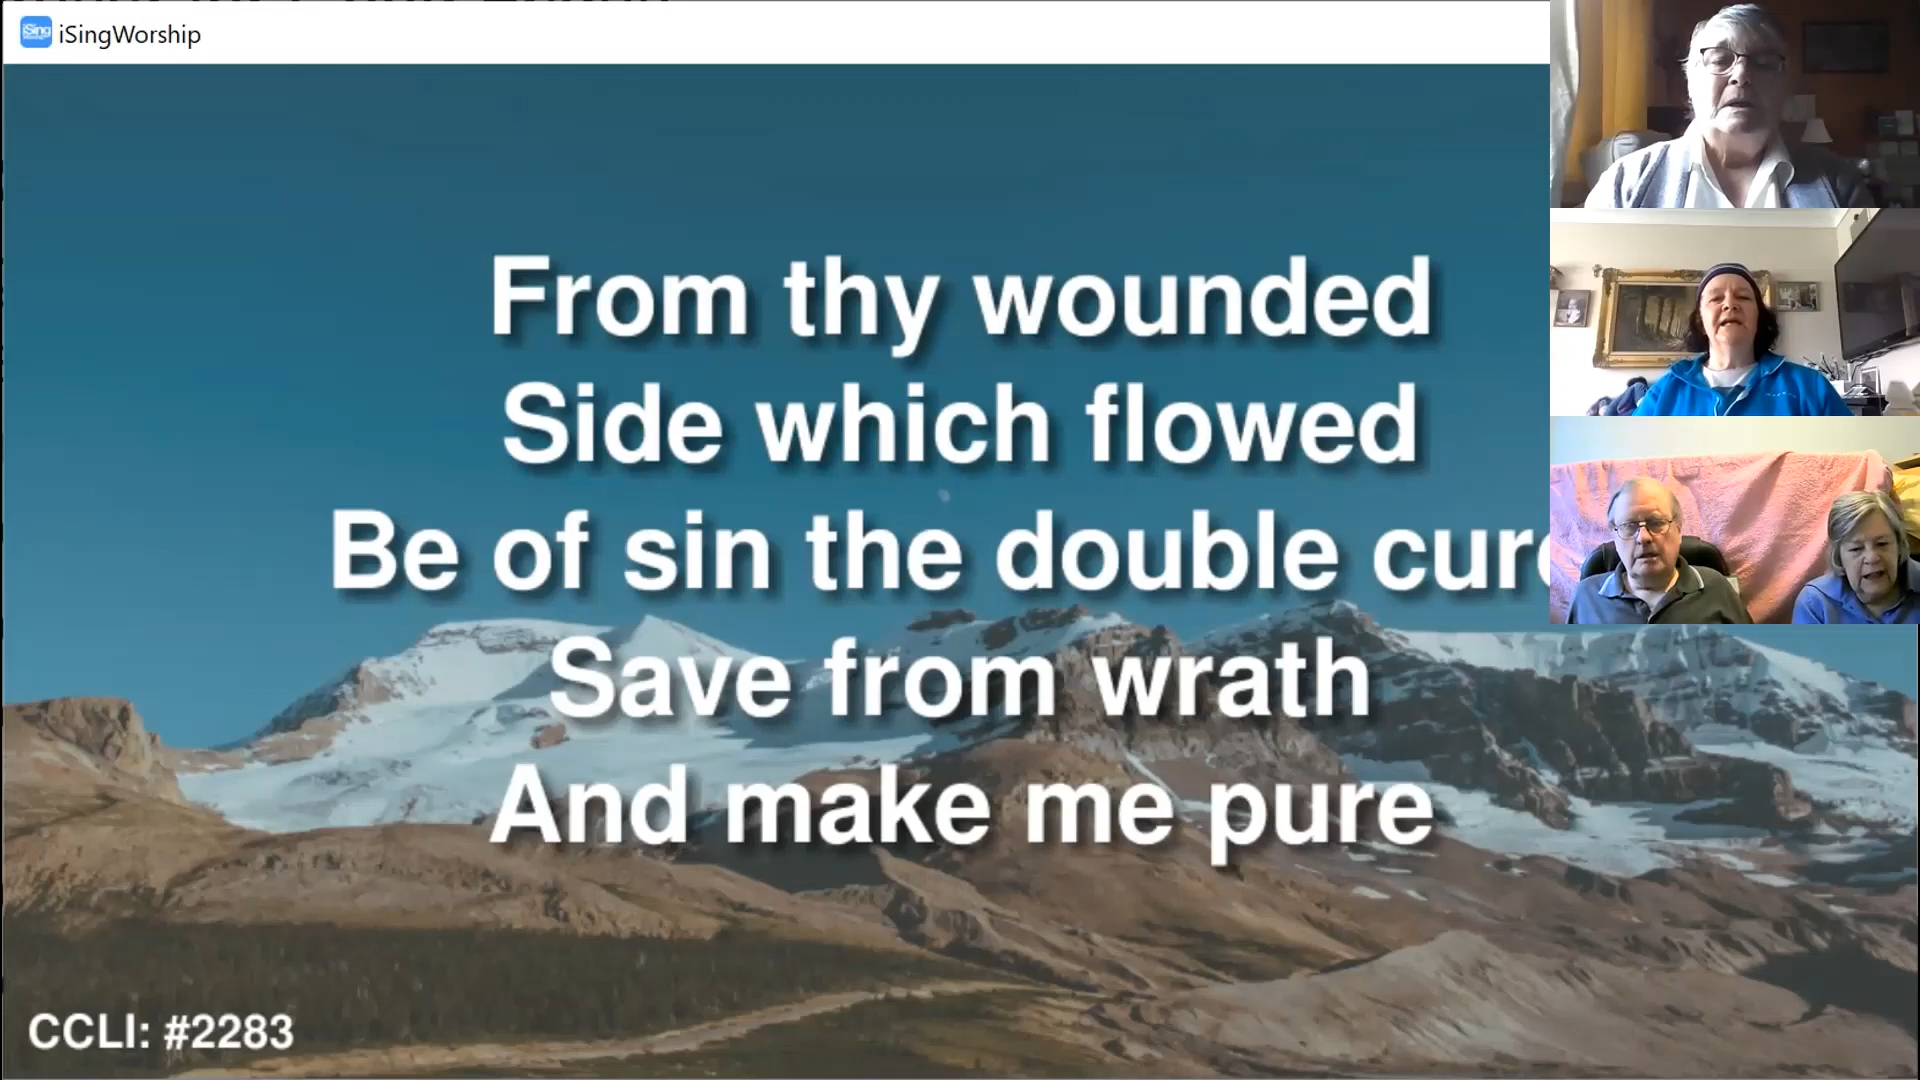 iSingWorship
From thy wounded
Side which flowed
Be of sin the double cure
Save from wrath
And make me pure
CCLI: #2283